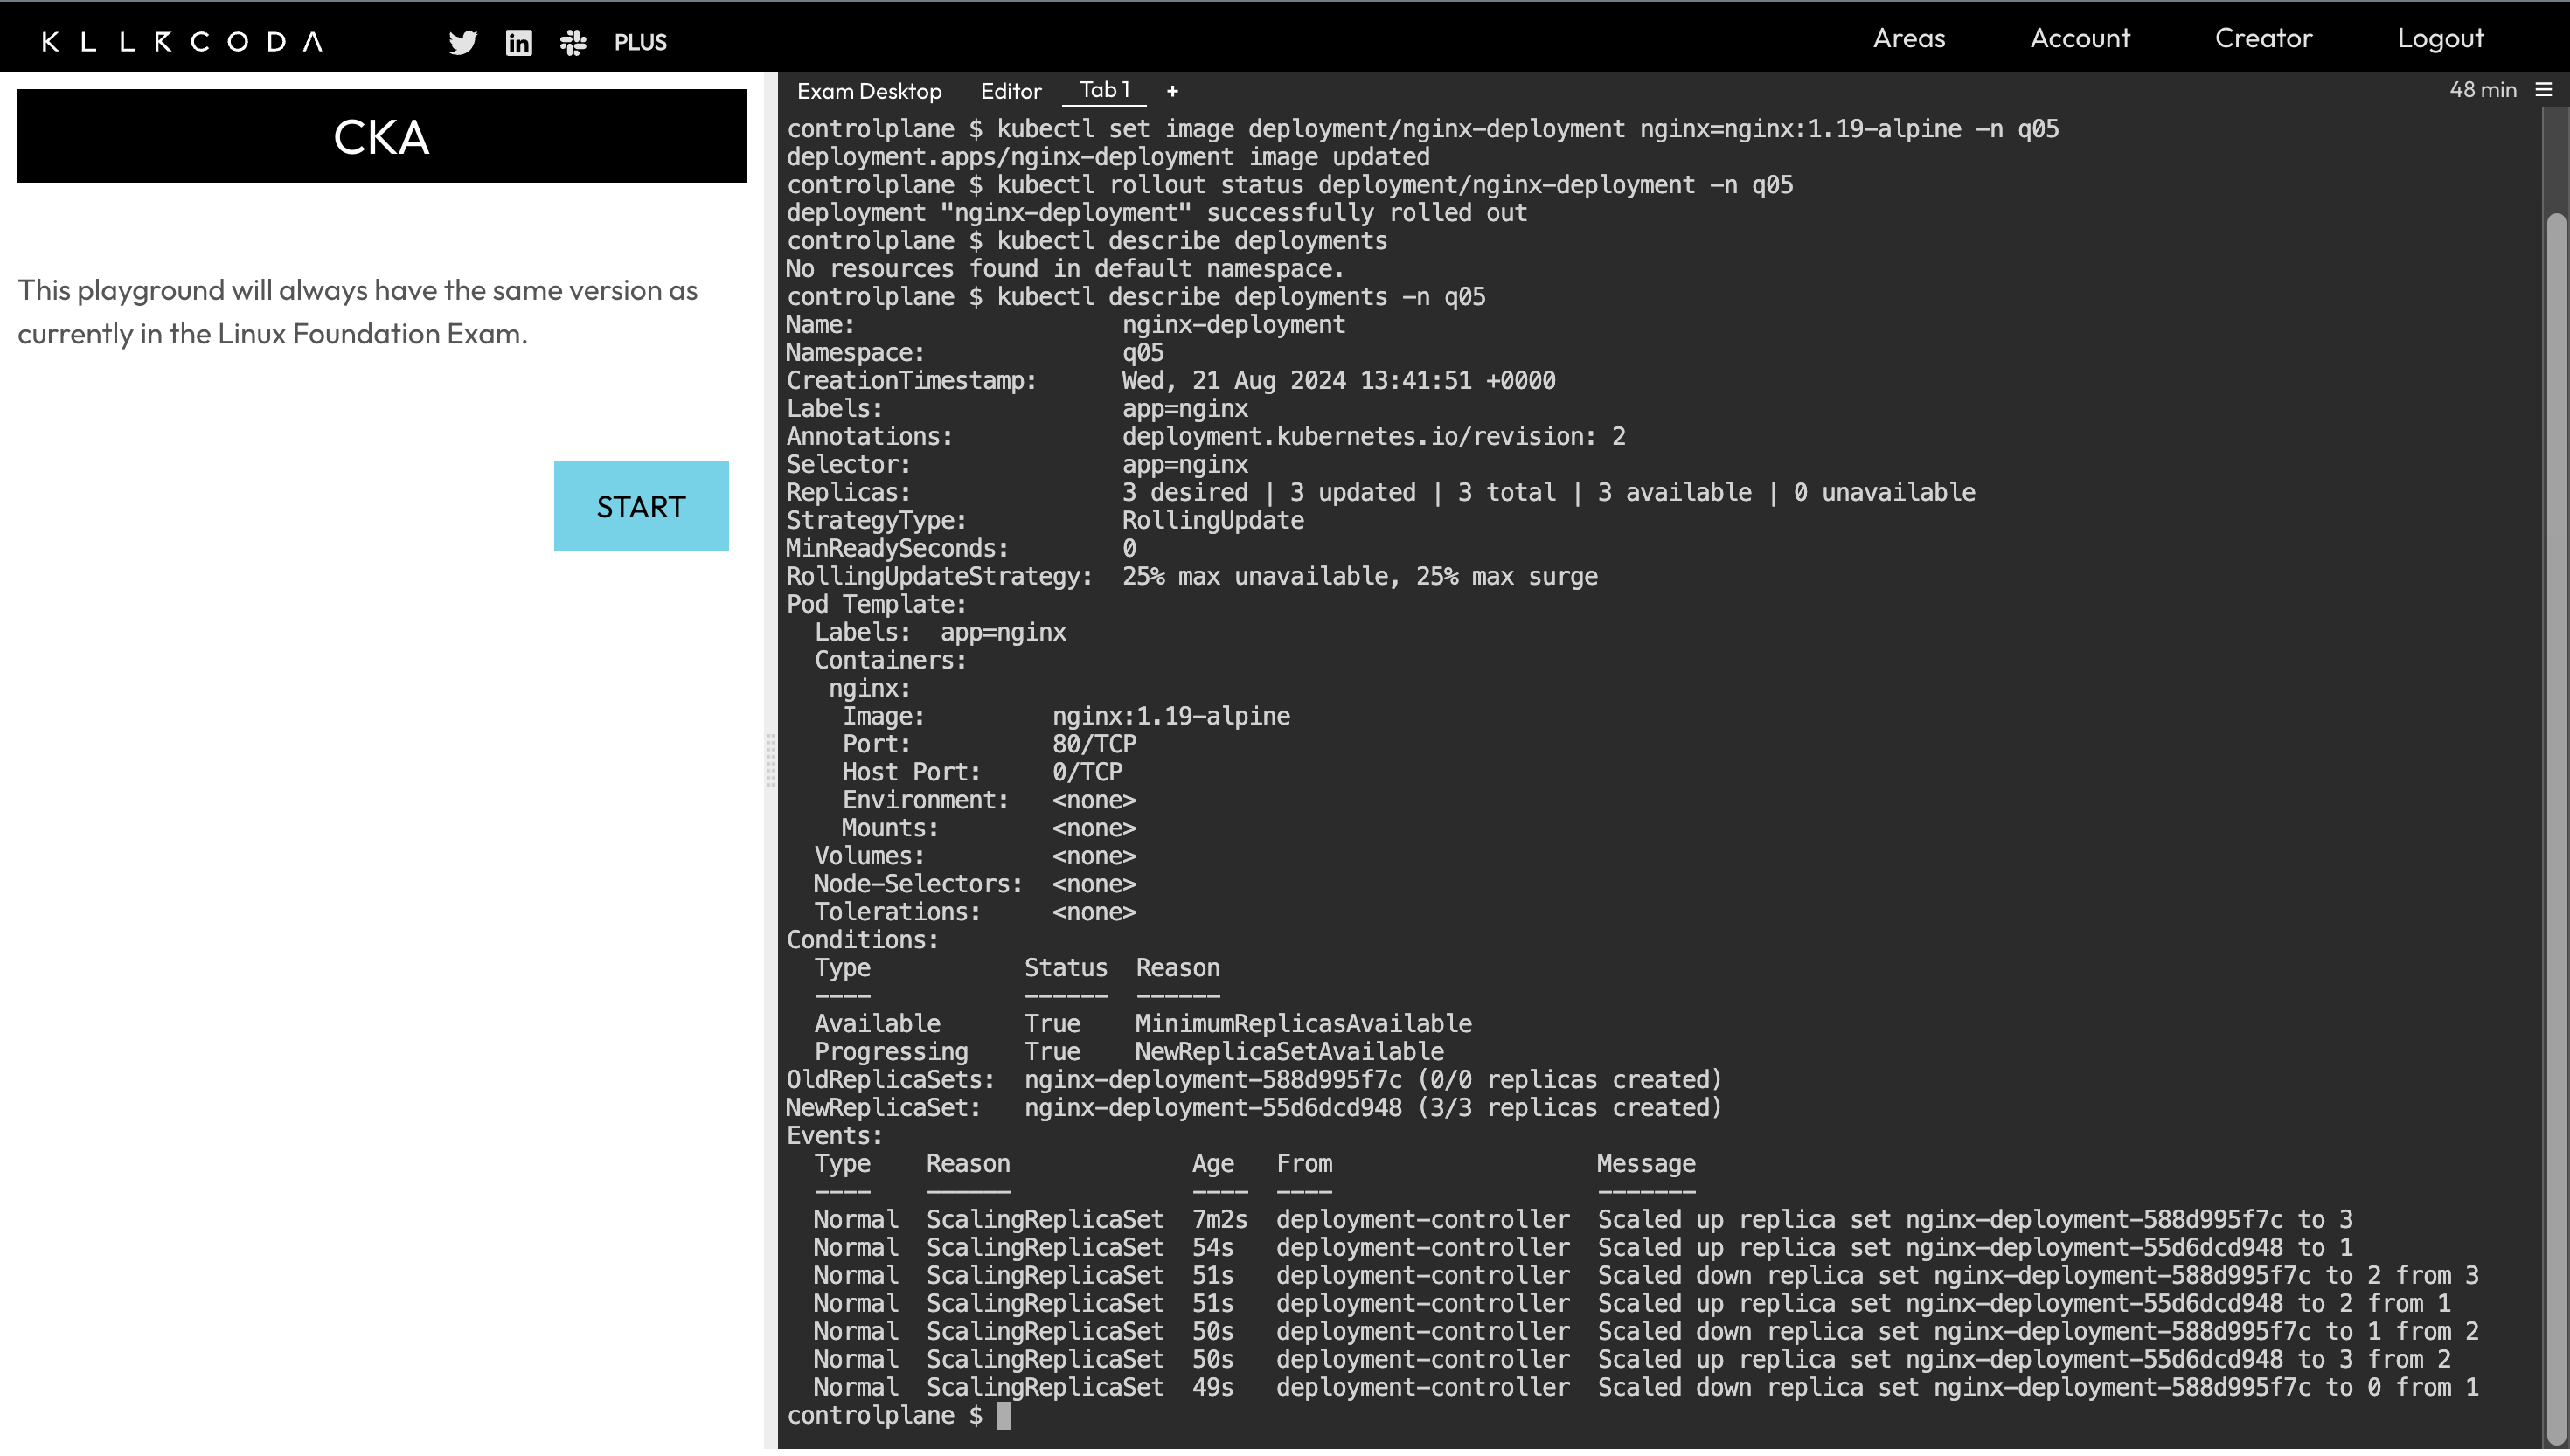 KLLRCODA PLUS Areas Account Creator Logout
CKA
This playground will always have the same version as
currently in the Linux Foundation Exam.
START
Exam Desktop Editor Tab 1 + 48 min
controlplane $ kubectl set image deployment/nginx-deployment nginx=nginx:1.19-alpine -n q05
deployment.apps/nginx-deployment image updated
controlplane $ kubectl rollout status deployment/nginx-deployment -n q05
deployment "nginx-deployment" successfully rolled out
controlplane $ kubectl describe deployments
No resources found in default namespace.
controlplane $ kubectl describe deployments -n q05
Name:                   nginx-deployment
Namespace:              q05
CreationTimestamp:      Wed, 21 Aug 2024 13:41:51 +0000
Labels:                 app=nginx
Annotations:            deployment.kubernetes.io/revision: 2
Selector:               app=nginx
Replicas:               3 desired | 3 updated | 3 total | 3 available | 0 unavailable
StrategyType:           RollingUpdate
MinReadySeconds:        0
RollingUpdateStrategy:  25% max unavailable, 25% max surge
Pod Template:
  Labels:  app=nginx
  Containers:
   nginx:
    Image:         nginx:1.19-alpine
    Port:          80/TCP
    Host Port:     0/TCP
    Environment:   <none>
    Mounts:        <none>
  Volumes:         <none>
  Node-Selectors:  <none>
  Tolerations:     <none>
Conditions:
  Type           Status  Reason
  ----           ------  ------
  Available      True    MinimumReplicasAvailable
  Progressing    True    NewReplicaSetAvailable
OldReplicaSets:  nginx-deployment-588d995f7c (0/0 replicas created)
NewReplicaSet:   nginx-deployment-55d6dcd948 (3/3 replicas created)
Events:
  Type    Reason             Age   From                   Message
  ----    ------             ----  ----                   -------
  Normal  ScalingReplicaSet  7m2s  deployment-controller  Scaled up replica set nginx-deployment-588d995f7c to 3
  Normal  ScalingReplicaSet  54s   deployment-controller  Scaled up replica set nginx-deployment-55d6dcd948 to 1
  Normal  ScalingReplicaSet  51s   deployment-controller  Scaled down replica set nginx-deployment-588d995f7c to 2 from 3
  Normal  ScalingReplicaSet  51s   deployment-controller  Scaled up replica set nginx-deployment-55d6dcd948 to 2 from 1
  Normal  ScalingReplicaSet  50s   deployment-controller  Scaled down replica set nginx-deployment-588d995f7c to 1 from 2
  Normal  ScalingReplicaSet  50s   deployment-controller  Scaled up replica set nginx-deployment-55d6dcd948 to 3 from 2
  Normal  ScalingReplicaSet  49s   deployment-controller  Scaled down replica set nginx-deployment-588d995f7c to 0 from 1
controlplane $